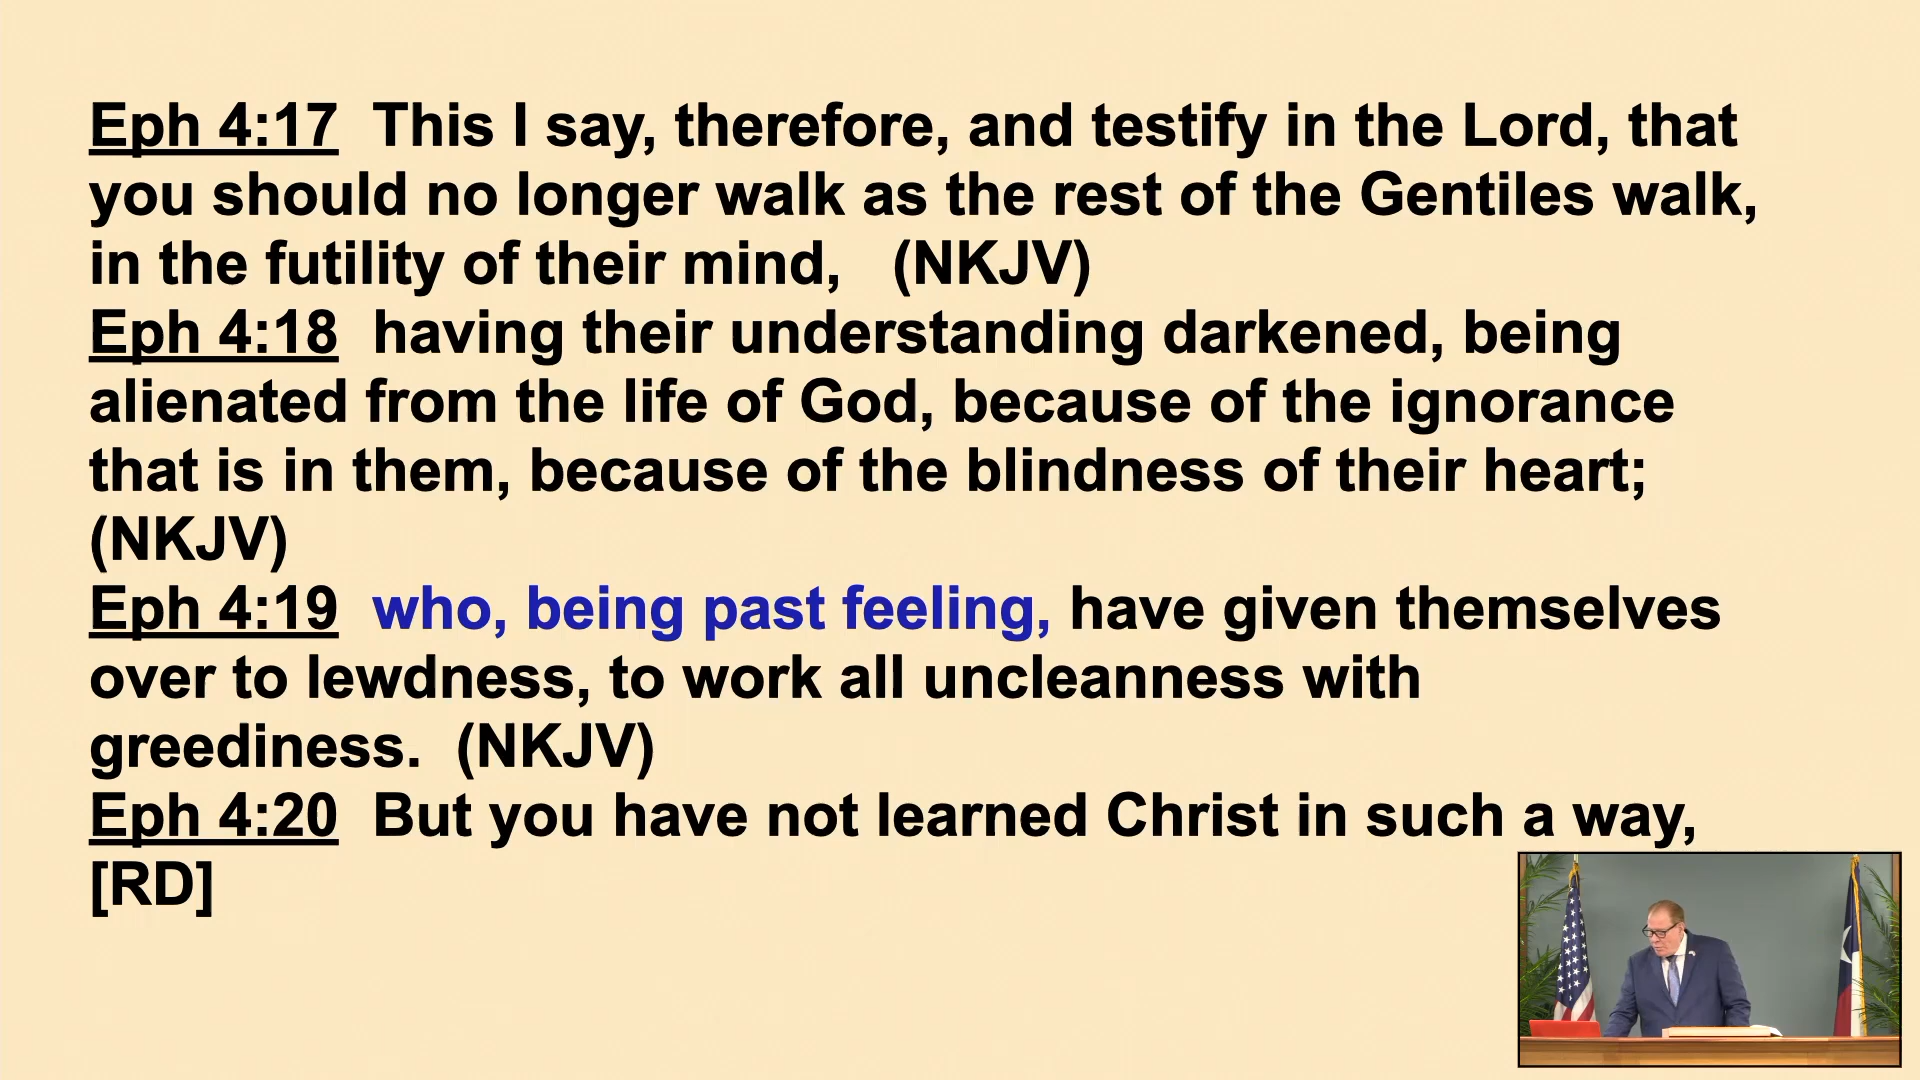 Eph 4:17  This I say, therefore, and testify in the Lord, that
you should no longer walk as the rest of the Gentiles walk,
in the futility of their mind,   (NKJV)
Eph 4:18  having their understanding darkened, being
alienated from the life of God, because of the ignorance
that is in them, because of the blindness of their heart;
(NKJV)
Eph 4:19  who, being past feeling, have given themselves
over to lewdness, to work all uncleanness with
greediness.  (NKJV)
Eph 4:20  But you have not learned Christ in such a way,
[RD]